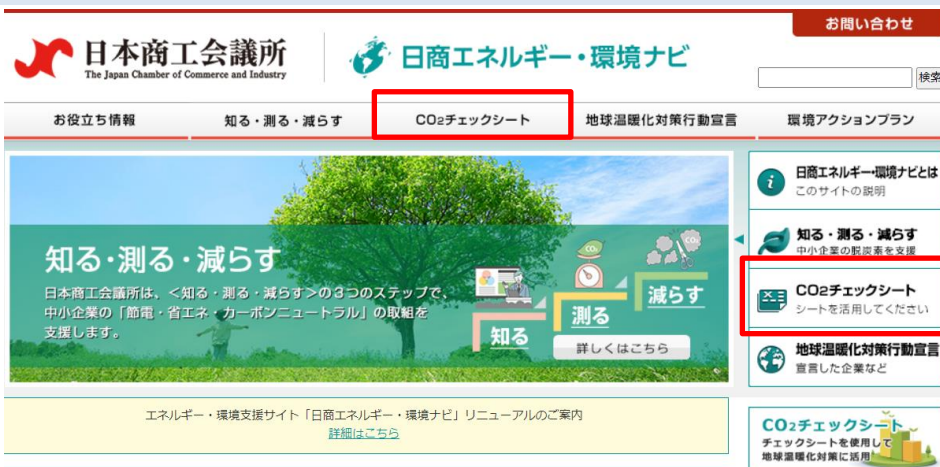 お問い合わせ
日本商工会議所
The Japan Chamber of Commerce and Industry
日商エネルギー・環境ナビ
検索
お役立ち情報
知る・測る・減らす
CO2チェックシート
地球温暖化対策行動宣言
環境アクションプラン
知る・測る・減らす
日本商工会議所は、<知る・測る・減らす>の3つのステップで、
中小企業の「節電・省エネ・カーボンニュートラル」の取組を
支援します。
知る
測る
減らす
CO2
CO2
詳しくはこちら
日商エネルギー・環境ナビとは
このサイトの説明
知る・測る・減らす
中小企業の脱炭素を支援
CO2チェックシート
シートを活用してください
地球温暖化対策行動宣言
宣言した企業など
エネルギー・環境支援サイト「日商エネルギー・環境ナビ」リニューアルのご案内
詳細はこちら
CO2チェックシート
チェックシートを使用して
地球温暖化対策に活用